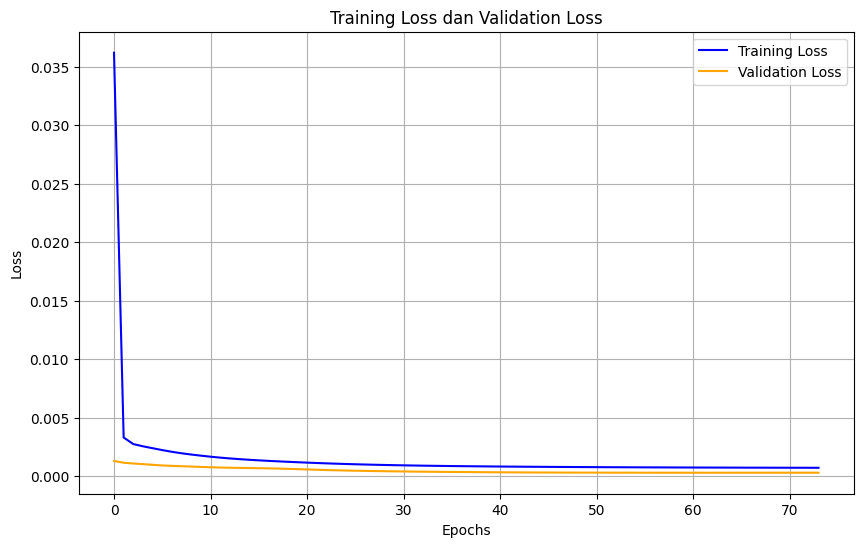 Training Loss dan Validation Loss
Training Loss
Validation Loss
Loss
0.035
0.030
0.025
0.020
0.015
0.010
0.005
0.000
0 10 20 30 40 50 60 70
Epochs